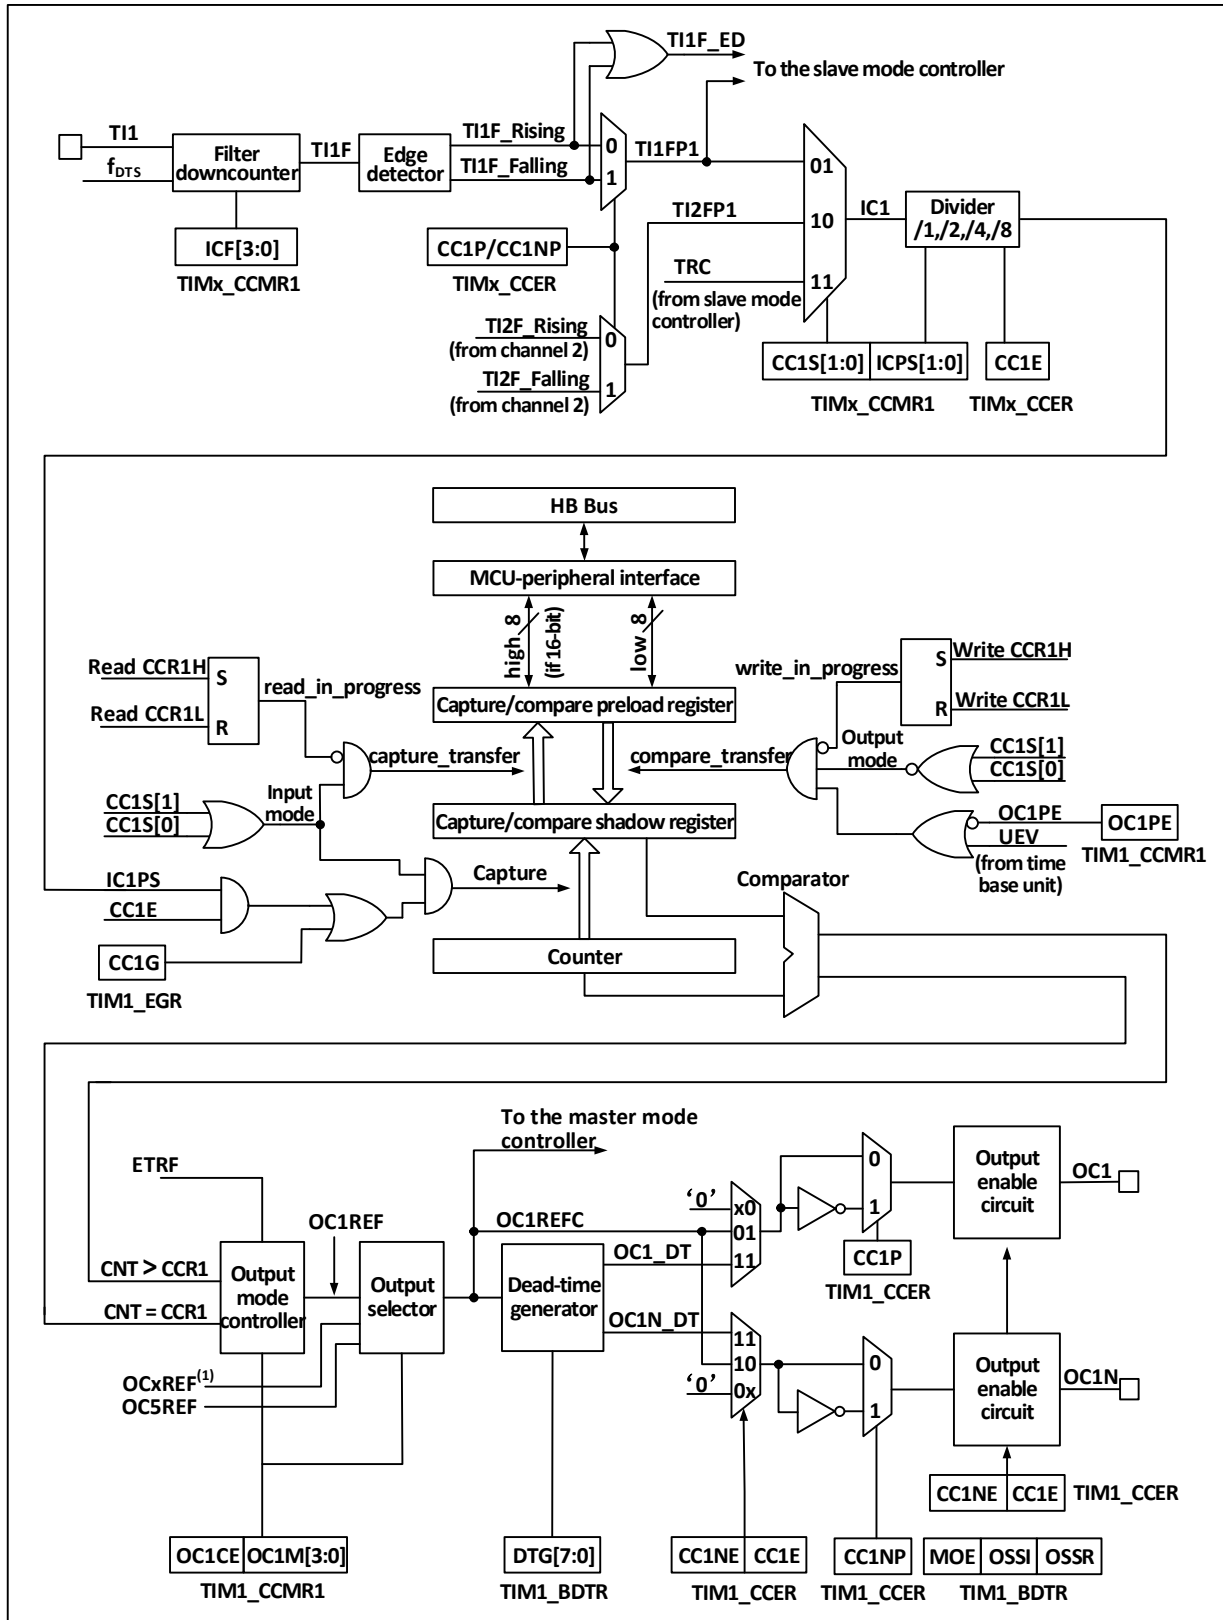 TI1F_ED
To the slave mode controller
TI1
fDTS
Filter
downcounter
TI1F
Edge
detector
TI1F_Rising
TI1F_Falling
0
1
TI1FP1
01
10
11
TI2FP1
TRC
(from slave mode
controller)
IC1
Divider
/1,/2,/4,/8
ICF[3:0]
TIMx_CCMR1
CC1P/CC1NP
TIMx_CCER
TI2F_Rising
(from channel 2)
TI2F_Falling
(from channel 2)
0
1
CC1S[1:0]
ICPS[1:0]
TIMx_CCMR1
CC1E
TIMx_CCER
HB Bus
MCU-peripheral interface
high 8
(if 16-bit)
low 8
Read CCR1H
Read CCR1L
S
R
read_in_progress
Capture/compare preload register
write_in_progress
S
R
Write CCR1H
Write CCR1L
capture_transfer
compare_transfer
Output
mode
CC1S[1]
CC1S[0]
CC1S[1]
CC1S[0]
Input
mode
Capture/compare shadow register
OC1PE
UEV
(from time
base unit)
OC1PE
TIM1_CCMR1
IC1PS
CC1E
Capture
Comparator
CC1G
TIM1_EGR
Counter
To the master mode
controller
ETRF
OC1REF
CNT > CCR1
CNT = CCR1
Output
mode
controller
Output
selector
OC1REFC
Dead-time
generator
OC1_DT
OC1N_DT
‘0’
x0
01
11
11
10
0x
‘0’
0
1
CC1P
TIM1_CCER
Output
enable
circuit
OC1
0
1
Output
enable
circuit
OC1N
OCxREF(1)
OC5REF
CC1NE
CC1E
TIM1_CCER
OC1CE
OC1M[3:0]
TIM1_CCMR1
DTG[7:0]
TIM1_BDTR
CC1NE
CC1E
TIM1_CCER
CC1NP
TIM1_CCER
MOE
OSSI
OSSR
TIM1_BDTR